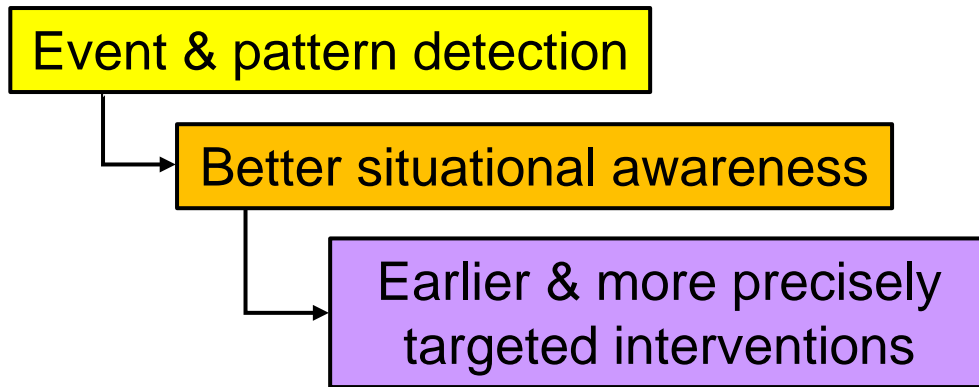 Event & pattern detection
Better situational awareness
Earlier & more precisely
targeted interventions